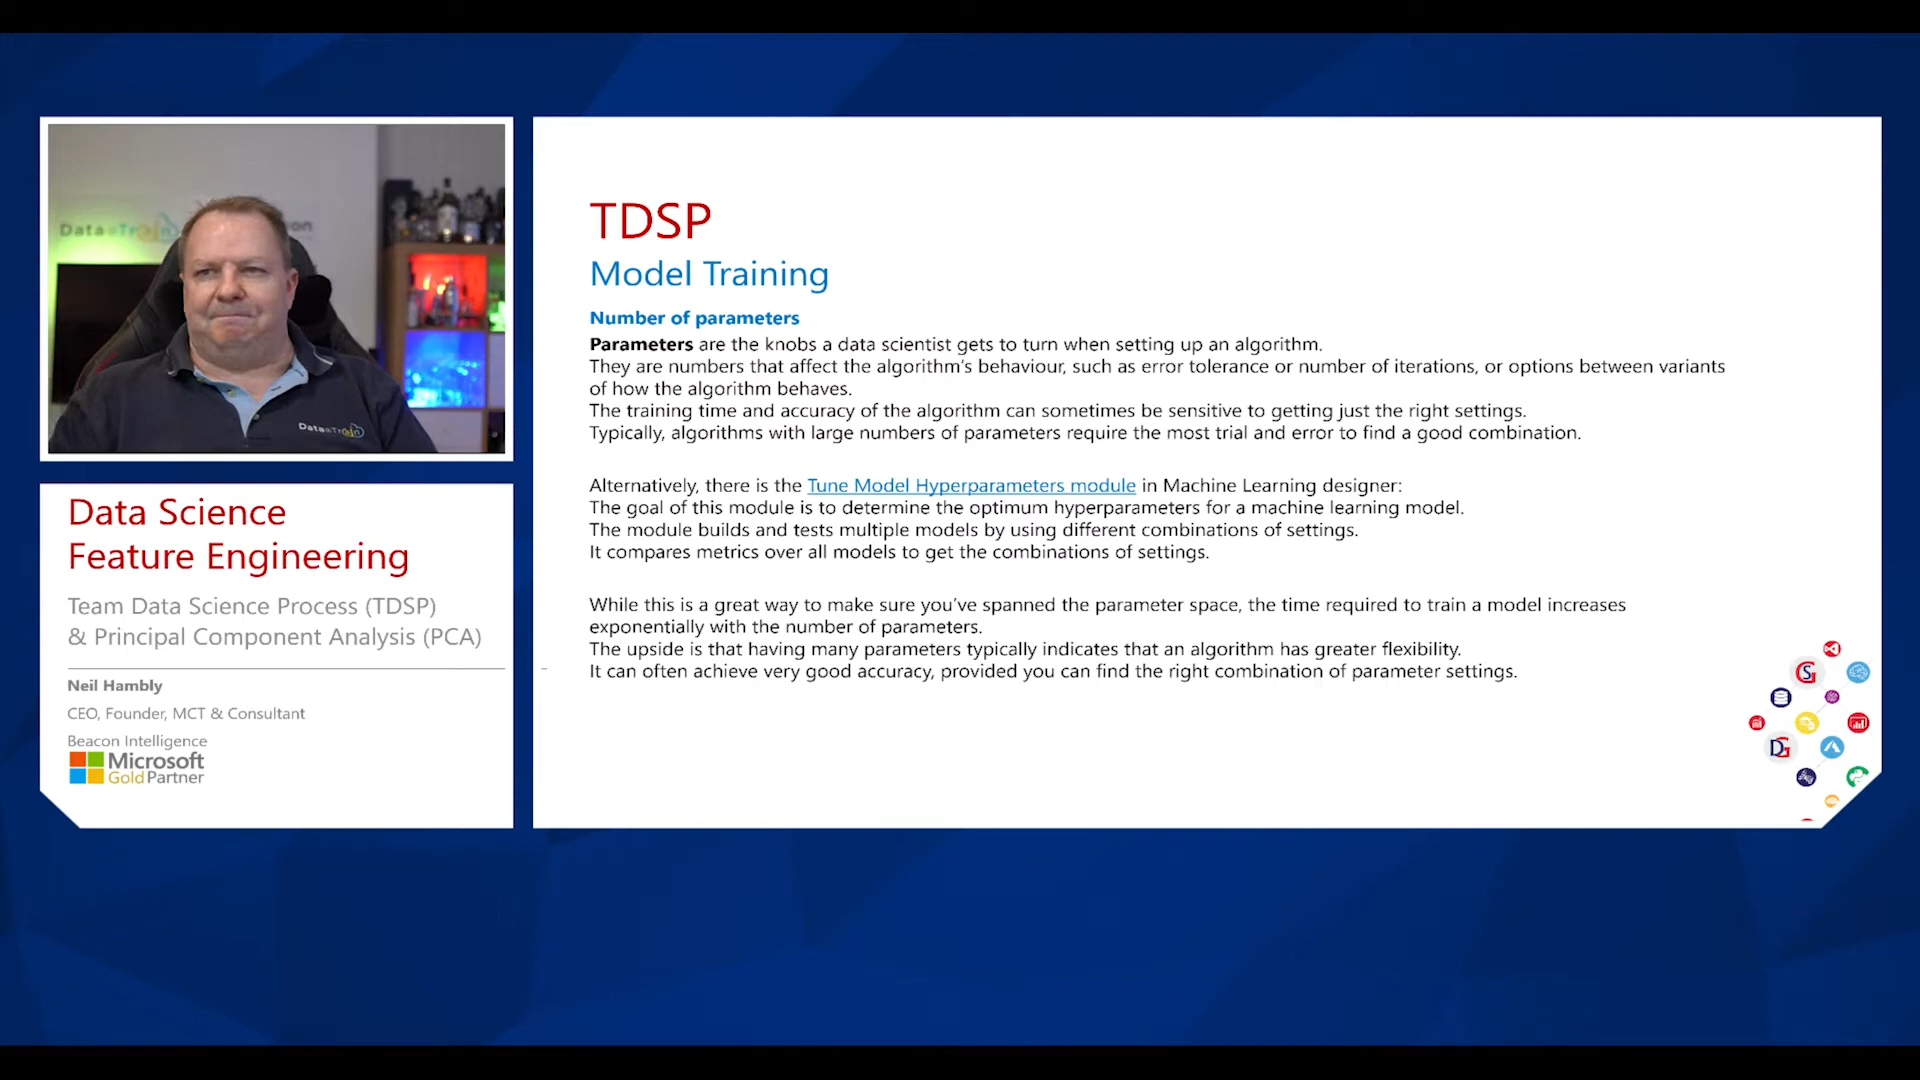 Data Train
Data Train
Data Science
Feature Engineering
Team Data Science Process (TDSP)
& Principal Component Analysis (PCA)
Neil Hambly
CEO, Founder, MCT & Consultant
Beacon Intelligence
Microsoft
Gold Partner
TDSP
Model Training
Number of parameters
Parameters are the knobs a data scientist gets to turn when setting up an algorithm.
They are numbers that affect the algorithm’s behaviour, such as error tolerance or number of iterations, or options between variants
of how the algorithm behaves.
The training time and accuracy of the algorithm can sometimes be sensitive to getting just the right settings.
Typically, algorithms with large numbers of parameters require the most trial and error to find a good combination.
Alternatively, there is the Tune Model Hyperparameters module in Machine Learning designer:
The goal of this module is to determine the optimum hyperparameters for a machine learning model.
The module builds and tests multiple models by using different combinations of settings.
It compares metrics over all models to get the combinations of settings.
While this is a great way to make sure you’ve spanned the parameter space, the time required to train a model increases
exponentially with the number of parameters.
The upside is that having many parameters typically indicates that an algorithm has greater flexibility.
It can often achieve very good accuracy, provided you can find the right combination of parameter settings.